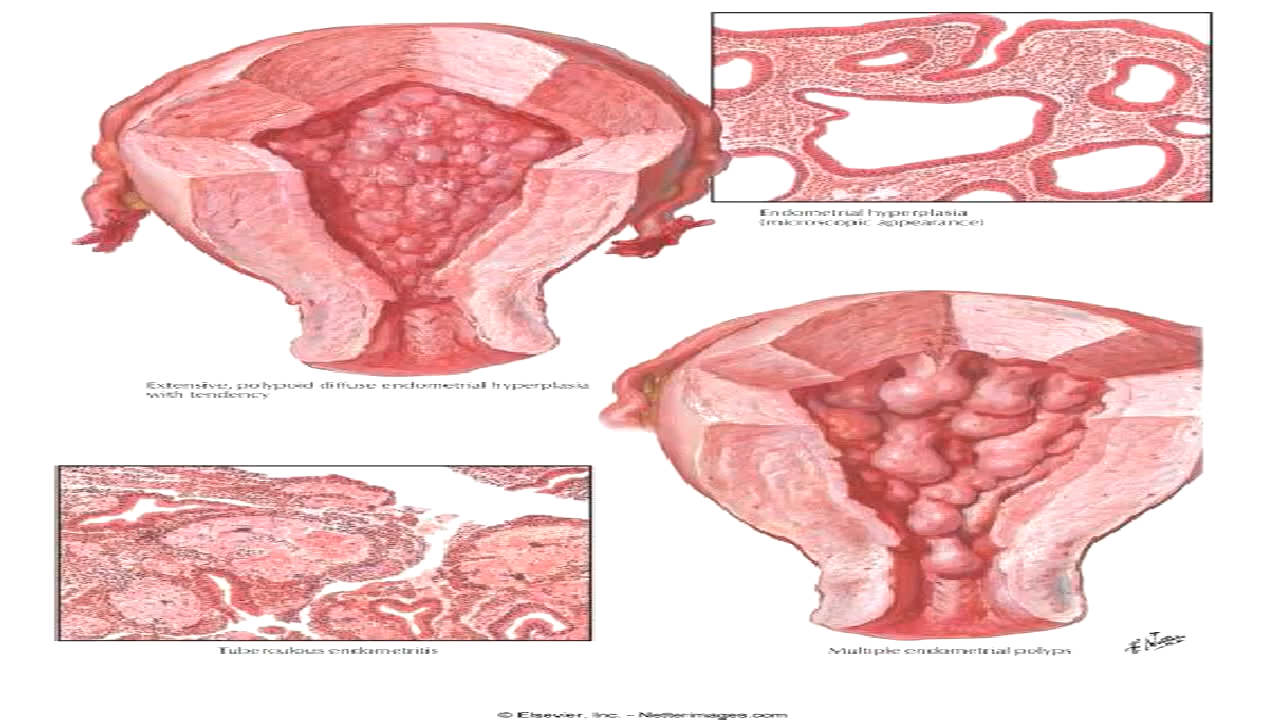 Endometrial hyperplasia
(microscopic appearance)
Extensive, polypoid diffuse endometrial hyperplasia
with tendency
Tuberculous endometritis
Multiple endometrial polyps
F. Netter
© Elsevier, Inc. - Netterimages.com